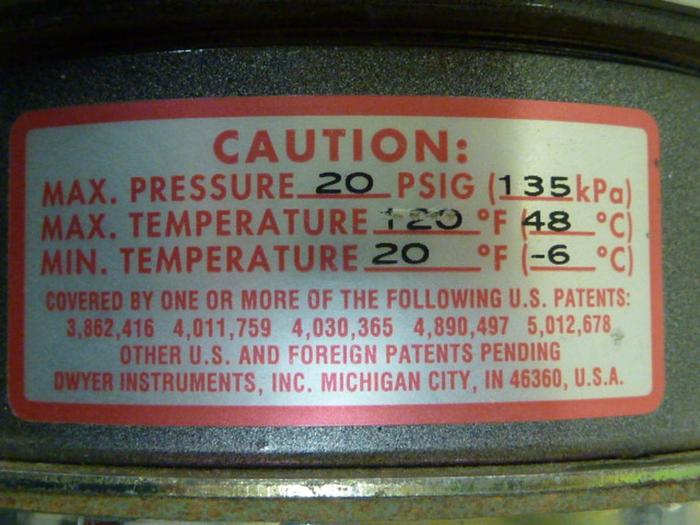 CAUTION:
MAX. PRESSURE 20 PSIG (135 kPa)
MAX. TEMPERATURE 120 °F (48 °C)
MIN. TEMPERATURE 20 °F (-6 °C)
COVERED BY ONE OR MORE OF THE FOLLOWING U.S. PATENTS:
3,862,416 4,011,759 4,030,365 4,890,497 5,012,678
OTHER U.S. AND FOREIGN PATENTS PENDING
DWYER INSTRUMENTS, INC. MICHIGAN CITY, IN 46360, U.S.A.